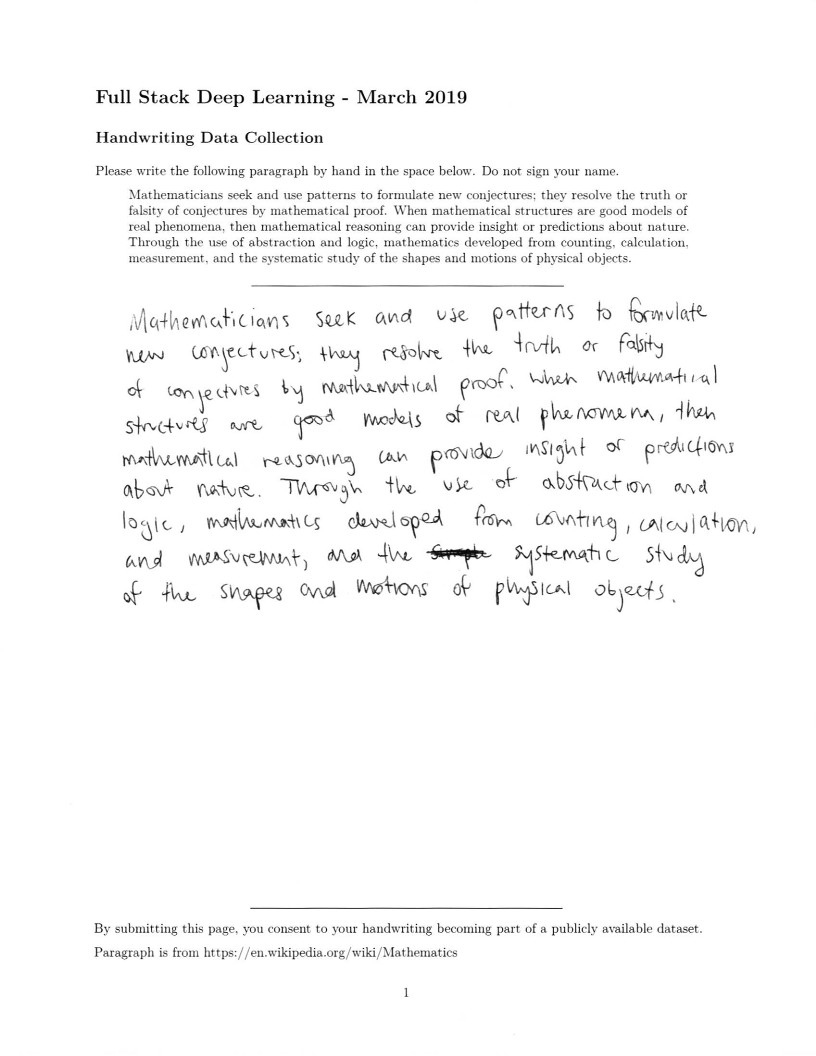 Full Stack Deep Learning - March 2019
Handwriting Data Collection
Please write the following paragraph by hand in the space below. Do not sign your name.
Mathematicians seek and use patterns to formulate new conjectures; they resolve the truth or
falsity of conjectures by mathematical proof. When mathematical structures are good models of
real phenomena, then mathematical reasoning can provide insight or predictions about nature.
Through the use of abstraction and logic, mathematics developed from counting, calculation,
measurement, and the systematic study of the shapes and motions of physical objects.
Mathematicians seek and use patterns to formulate
new conjectures; they resolve the truth or falsity
of conjectures by mathematical proof. When mathematical
structures are good models of real phenomena, then
mathematical reasoning can provide insight or predictions
about nature. Through the use of abstraction and
logic, mathematics developed from counting, calculation,
and measurement, and the systematic study
of the shapes and motions of physical objects.
By submitting this page, you consent to your handwriting becoming part of a publicly available dataset.
Paragraph is from https://en.wikipedia.org/wiki/Mathematics
1